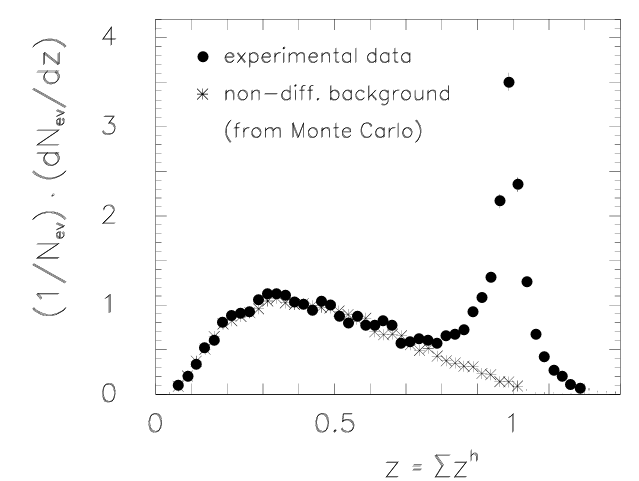 4
● experimental data
✳ non-diff. background
(from Monte Carlo)
3
2
1
0
(1/N_ev) · (dN_ev/dz)
0 0.5 1
z = Σz^h